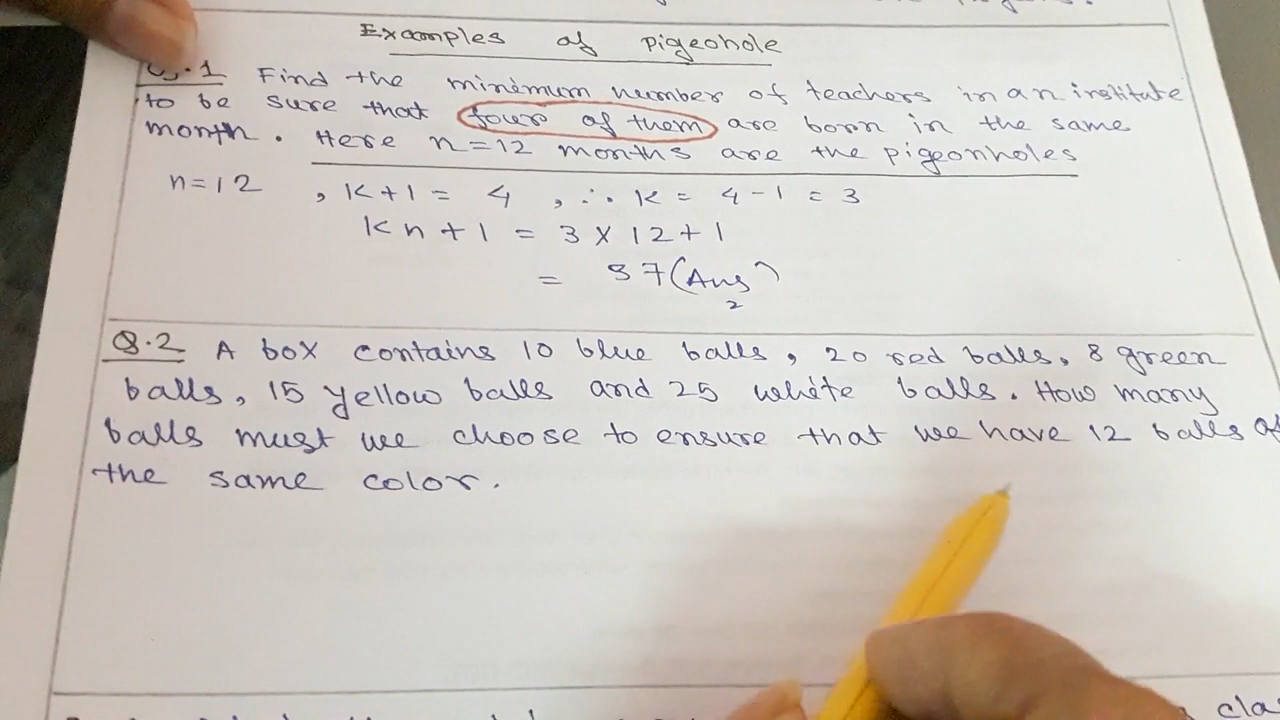 Examples of pigeohole
Q.1 Find the minimum number of teachers in an institute
to be sure that four of them are born in the same
month. Here n=12 months are the pigeonholes
n=12 , K+1= 4 , ∴ K = 4-1 = 3
Kn+1 = 3 X 12+1
= 37 (Ans)
2
Q.2 A box contains 10 blue balls, 20 red balls, 8 green
balls, 15 yellow balls and 25 white balls. How many
balls must we choose to ensure that we have 12 balls of
the same color.
cla